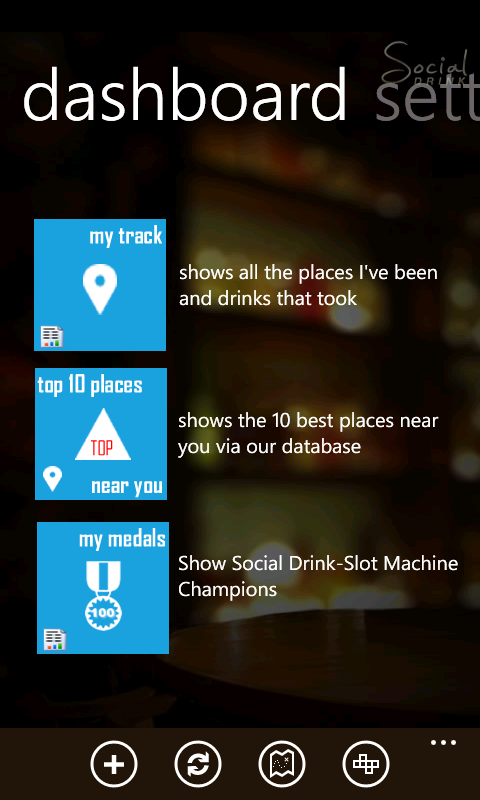 Social
DRINK
dashboard sett
my track
shows all the places I've been
and drinks that took
top 10 places
TOP
near you
shows the 10 best places near
you via our database
my medals
100
Show Social Drink-Slot Machine
Champions